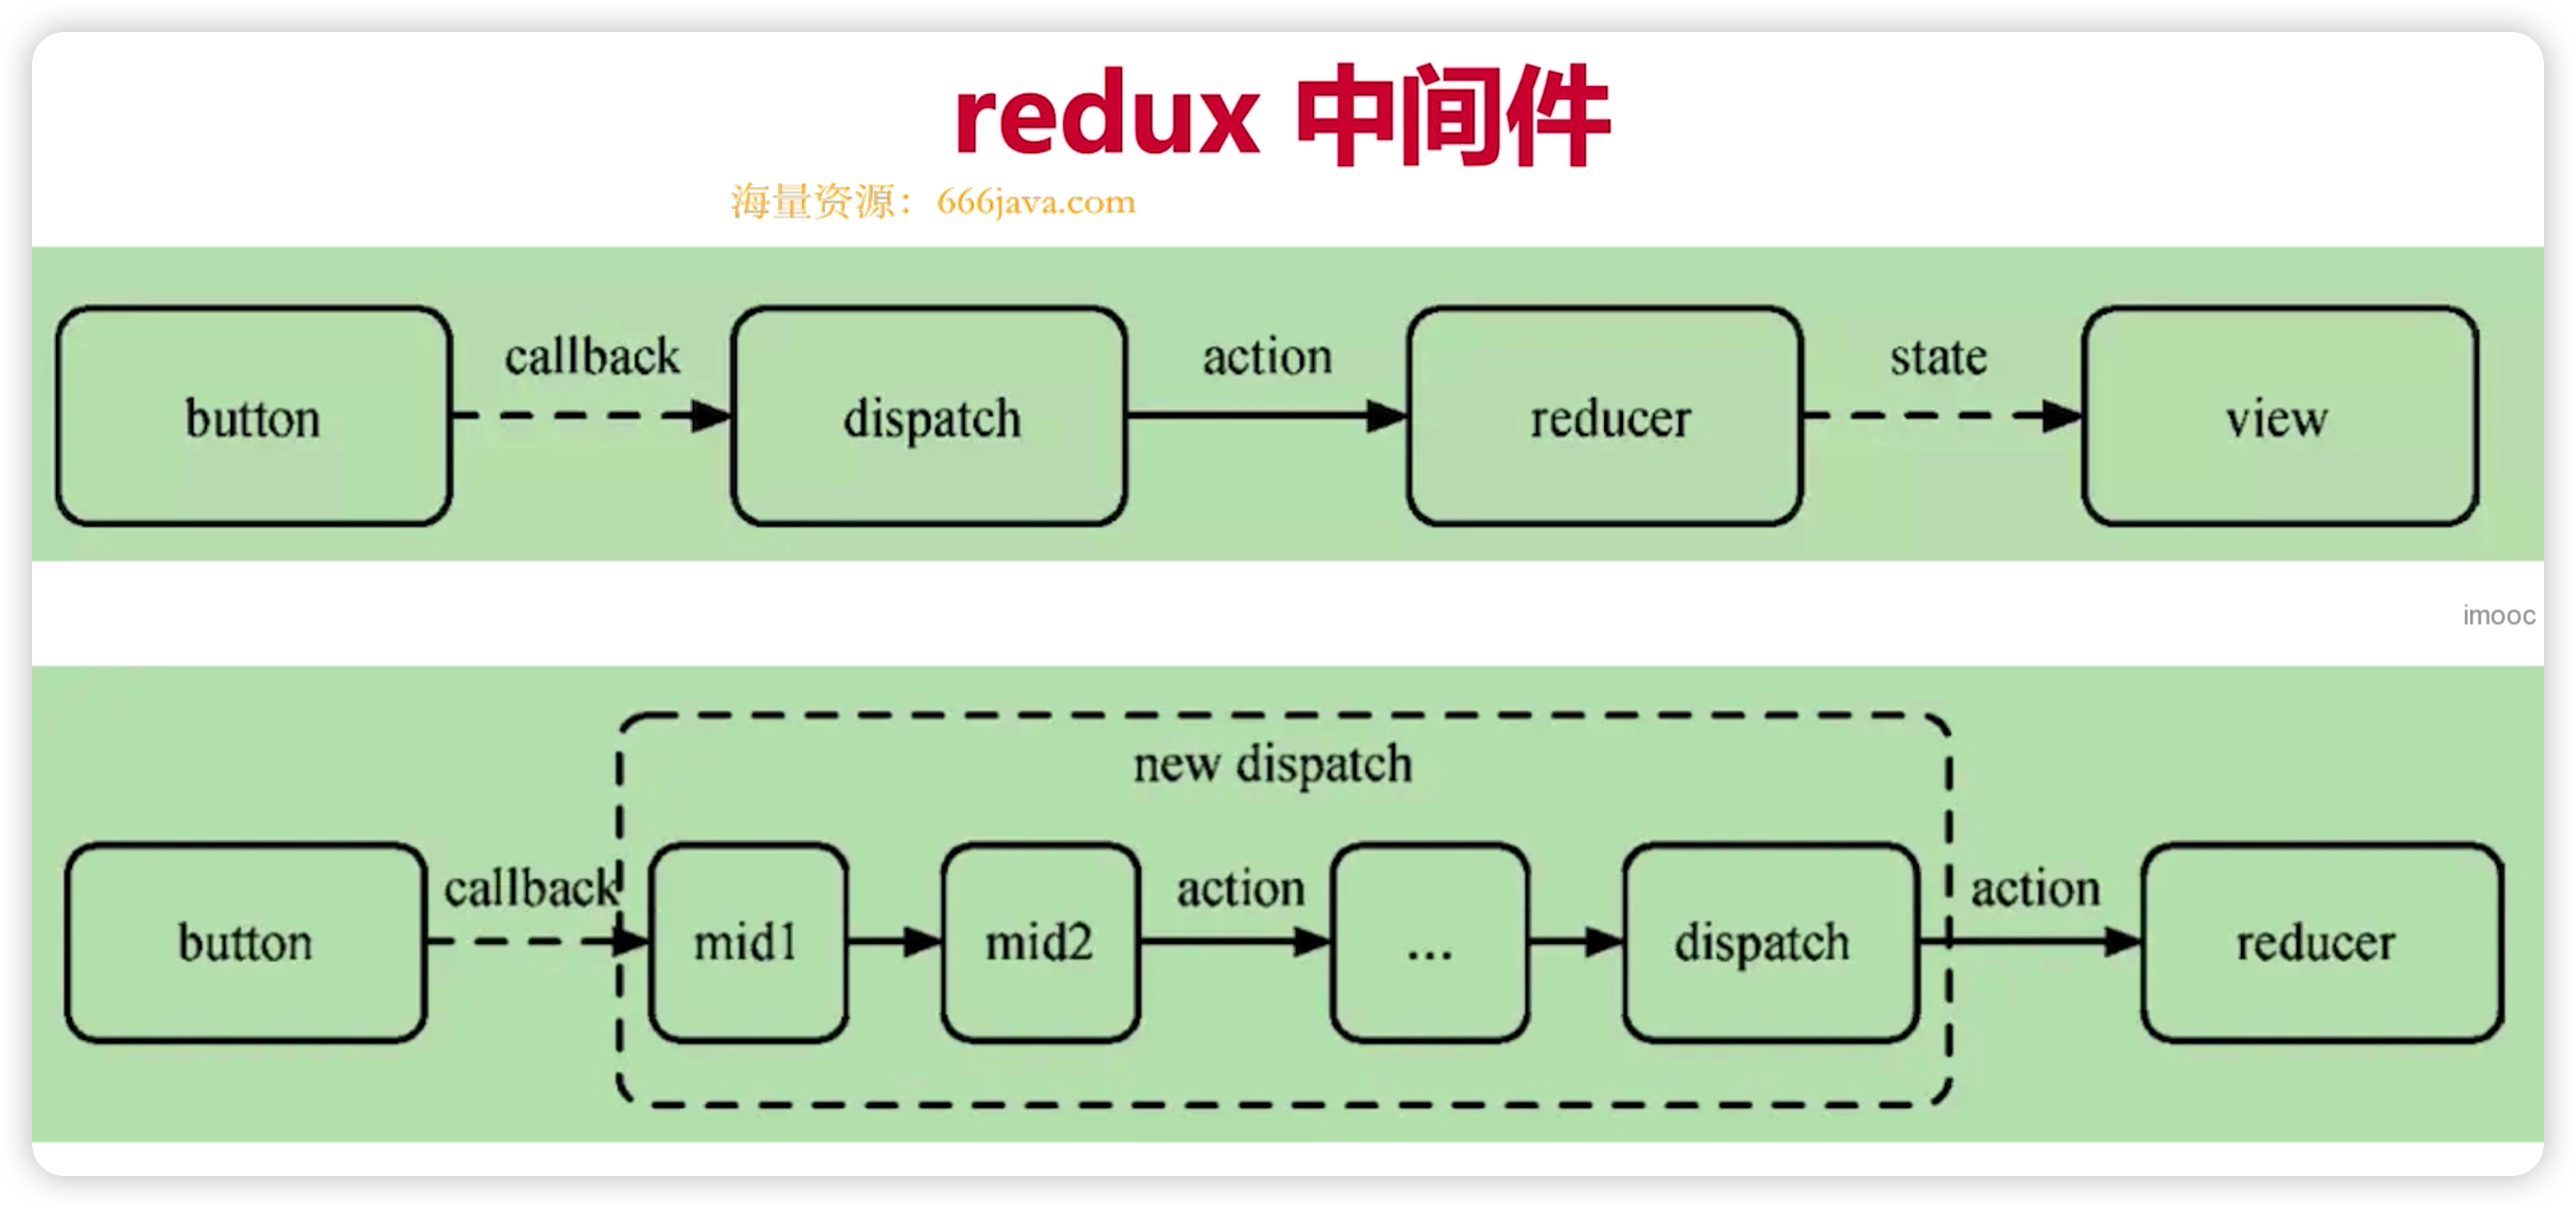 redux 中间件
海量资源：666java.com
callback
action
state
button
dispatch
reducer
view
imooc
new dispatch
callback
action
action
button
mid1
mid2
...
dispatch
reducer